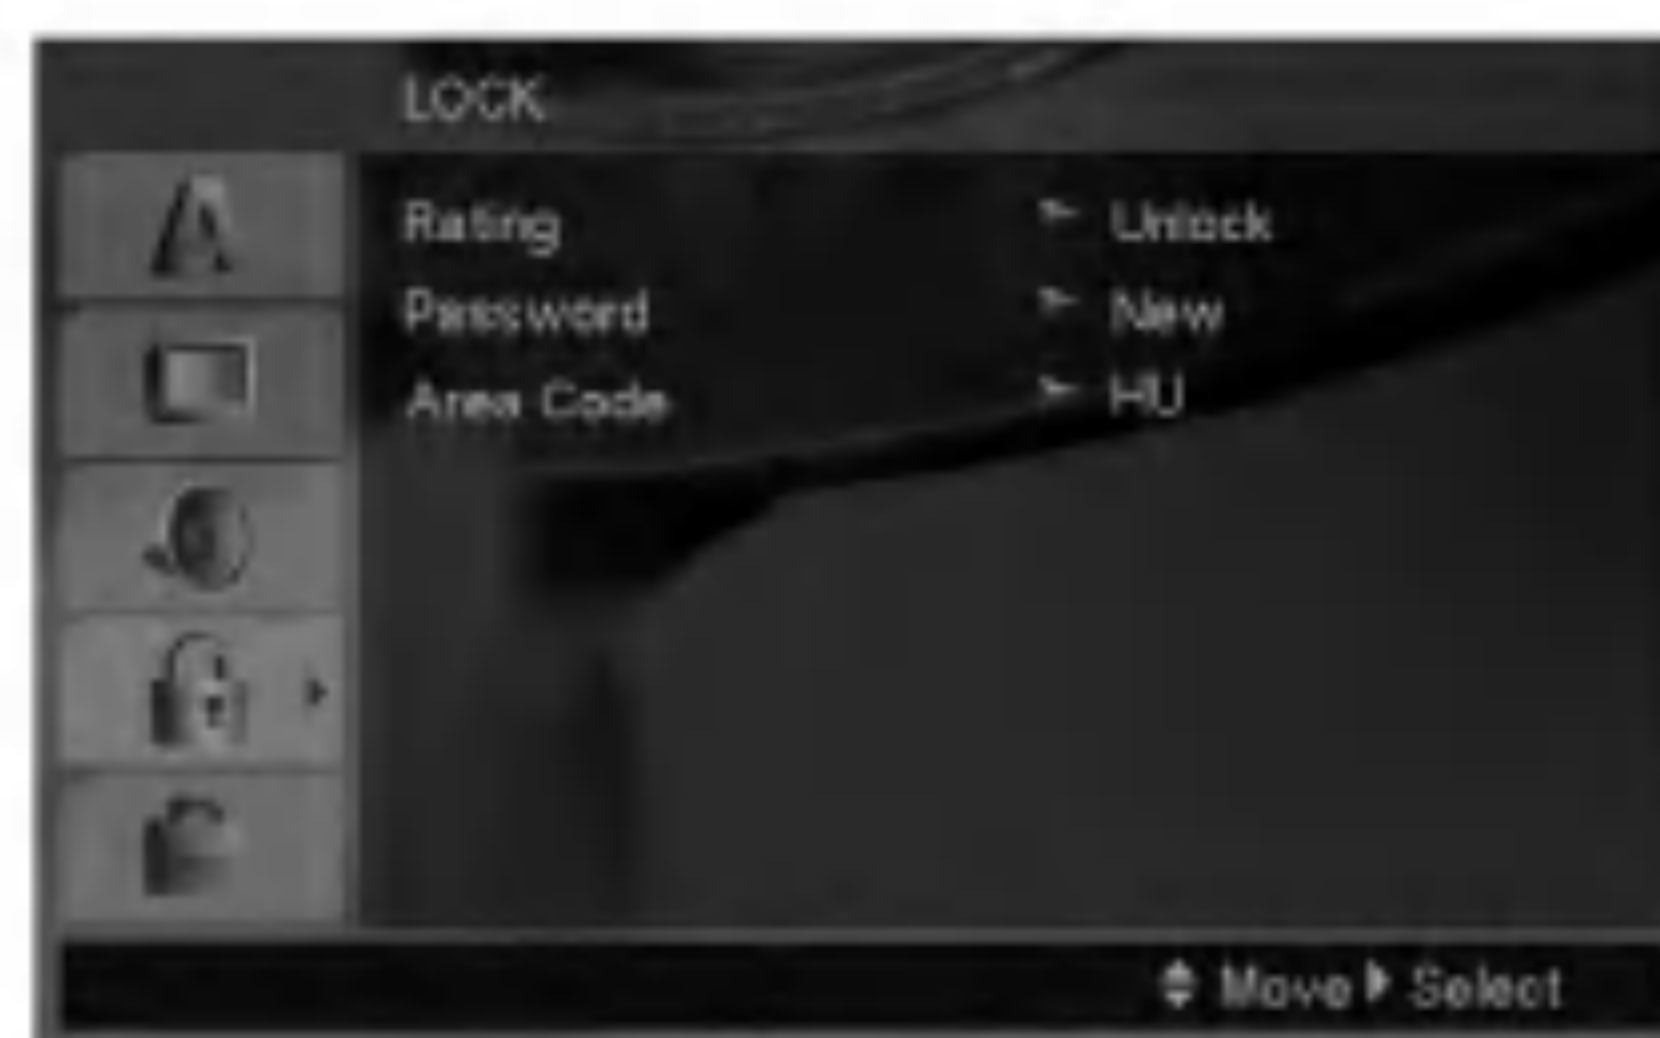 LOCK
Rating Unlock
Password New
Area Code HU
Move Select